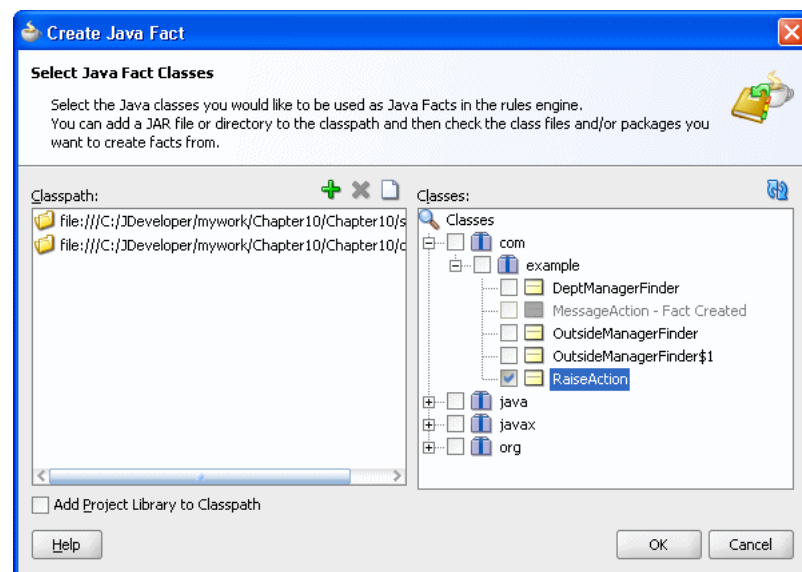 Create Java Fact
Select Java Fact Classes
Select the Java classes you would like to be used as Java Facts in the rules engine.
You can add a JAR file or directory to the classpath and then check the class files and/or packages you
want to create facts from.
Classpath:
file:///C:/JDeveloper/mywork/Chapter10/Chapter10/s
file:///C:/JDeveloper/mywork/Chapter10/Chapter10/c
Classes:
Classes
com
example
DeptManagerFinder
MessageAction - Fact Created
OutsideManagerFinder
OutsideManagerFinder$1
RaiseAction
java
javax
org
Add Project Library to Classpath
Help
OK
Cancel